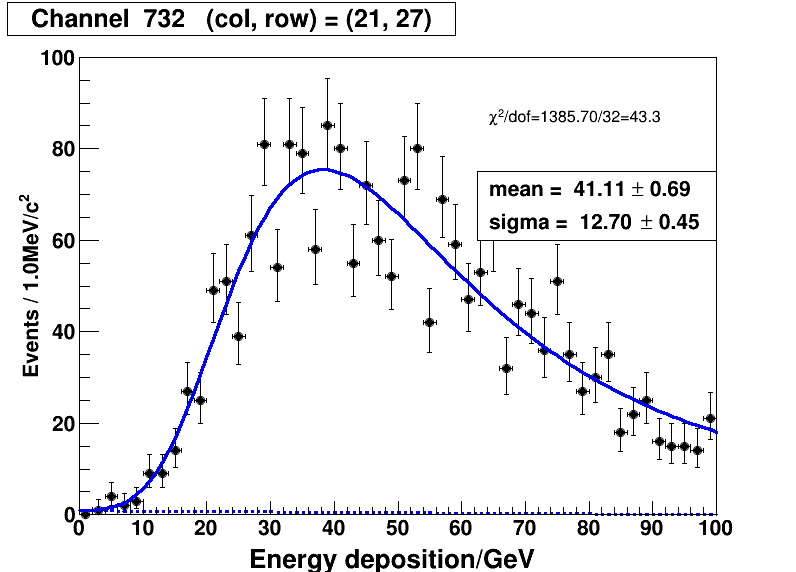 Channel 732 (col, row) = (21, 27)
100
χ²/dof=1385.70/32=43.3
80
mean = 41.11 ± 0.69
sigma = 12.70 ± 0.45
60
40
20
0
Events / 1.0MeV/c²
0 10 20 30 40 50 60 70 80 90 100
Energy deposition/GeV